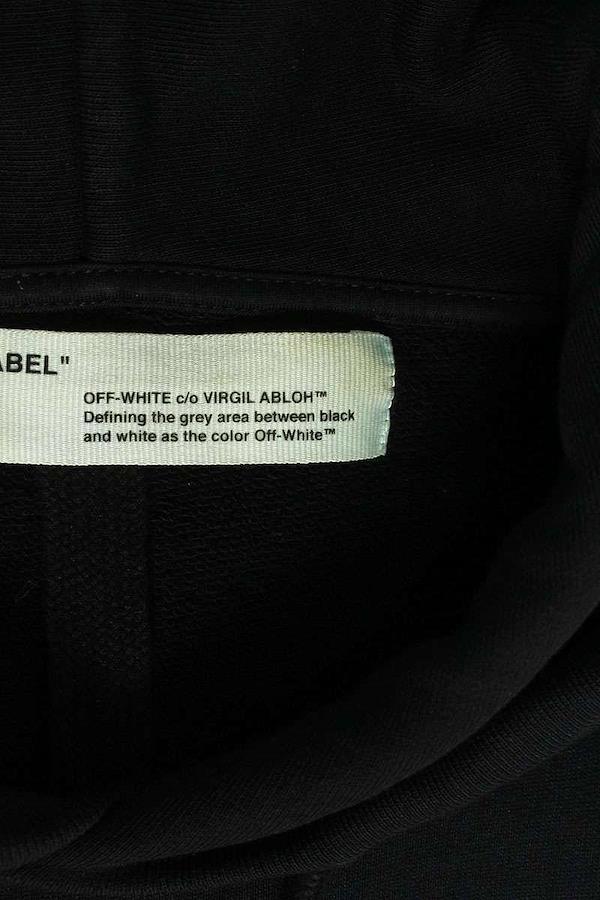 ABEL"
OFF-WHITE c/o VIRGIL ABLOH™
Defining the grey area between black
and white as the color Off-White™